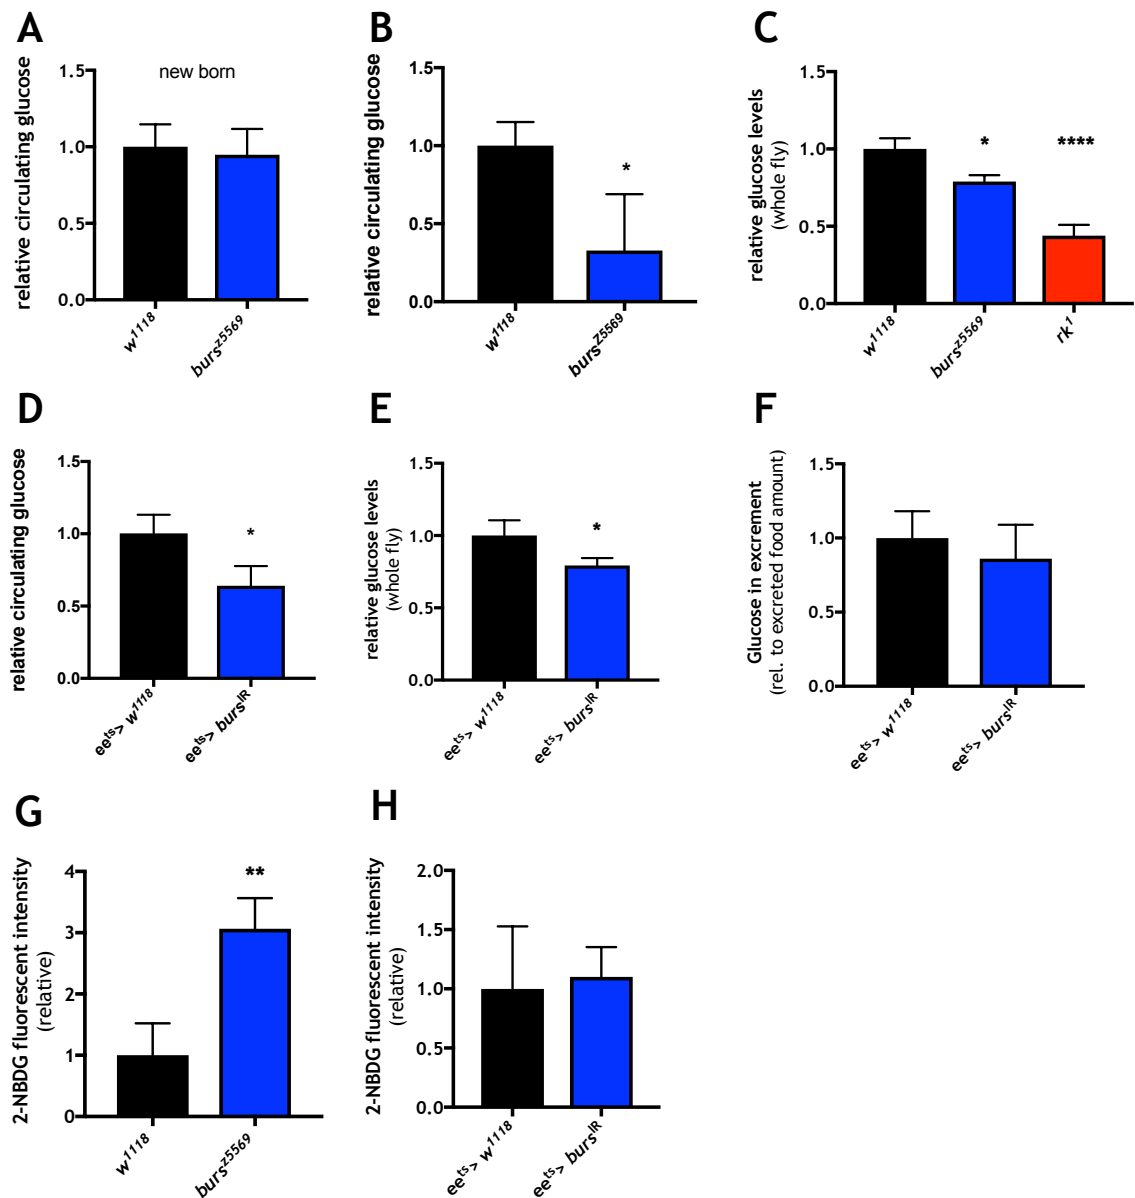 A
relative circulating glucose
new born
1.5
1.0
0.5
0.0
w¹¹¹⁸
bursᶻ⁵⁵⁶⁹
B
relative circulating glucose
1.5
1.0
0.5
0.0
*
w¹¹¹⁸
bursᶻ⁵⁵⁶⁹
C
relative glucose levels
(whole fly)
1.5
1.0
0.5
0.0
*
****
w¹¹¹⁸
bursᶻ⁵⁵⁶⁹
rk¹
D
relative circulating glucose
1.5
1.0
0.5
0.0
*
eeᵗˢ> w¹¹¹⁸
eeᵗˢ> bursᴵᴿ
E
relative glucose levels
(whole fly)
1.5
1.0
0.5
0.0
*
eeᵗˢ> w¹¹¹⁸
eeᵗˢ> bursᴵᴿ
F
Glucose in excrement
(rel. to excreted food amount)
1.5
1.0
0.5
0.0
eeᵗˢ> w¹¹¹⁸
eeᵗˢ> bursᴵᴿ
G
2-NBDG fluorescent intensity
(relative)
4
3
2
1
0
**
w¹¹¹⁸
bursᶻ⁵⁵⁶⁹
H
2-NBDG fluorescent intensity
(relative)
2.0
1.5
1.0
0.5
0.0
eeᵗˢ> w¹¹¹⁸
eeᵗˢ> bursᴵᴿ